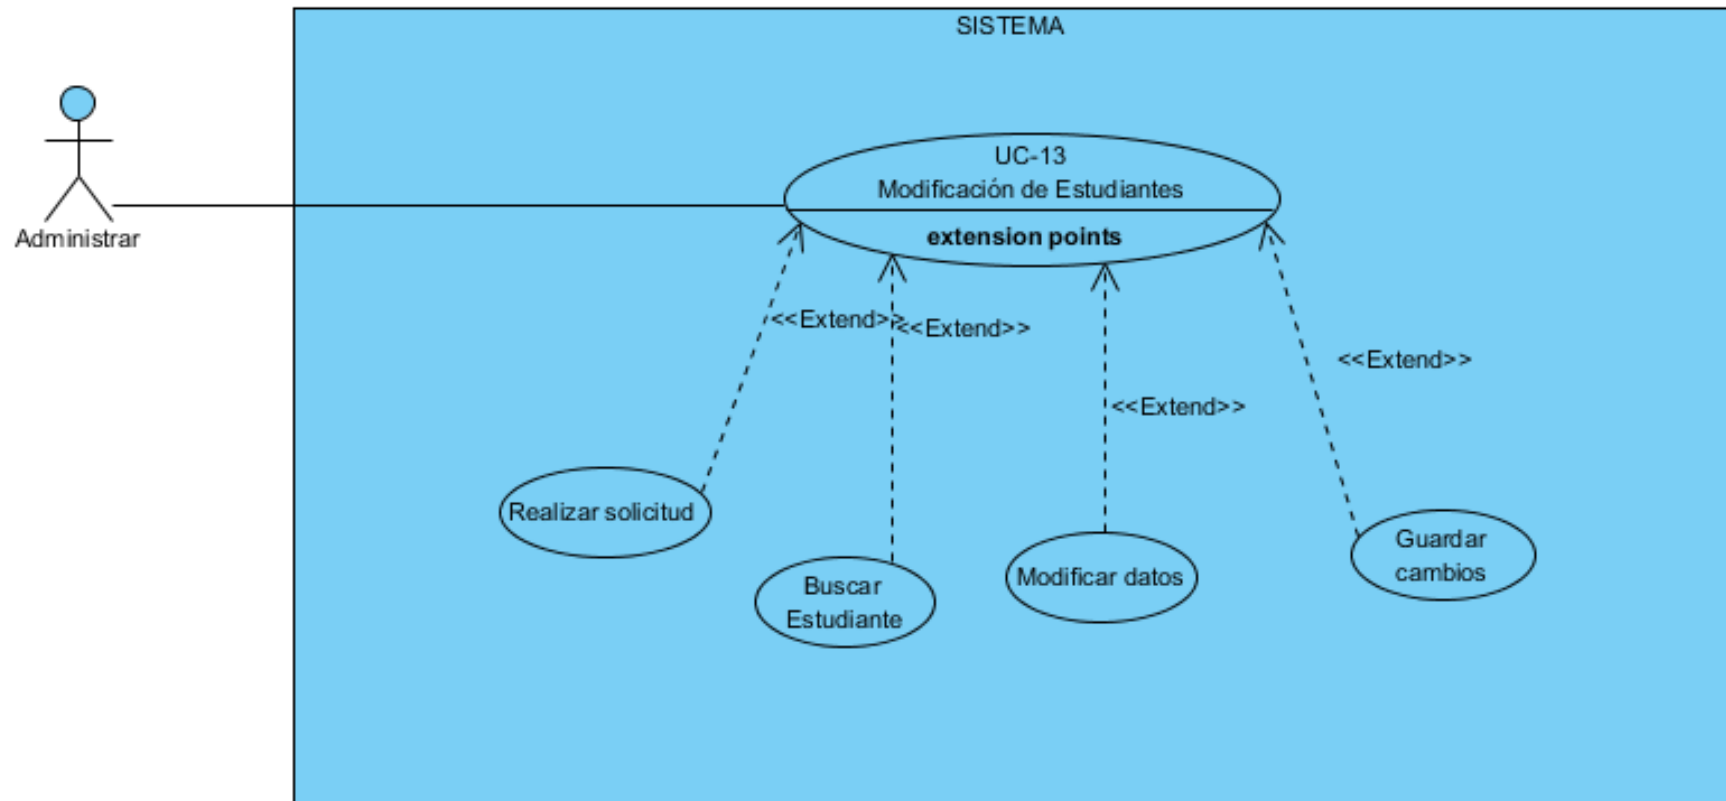 SISTEMA
Administrar
UC-13
Modificación de Estudiantes
extension points
<<Extend>>
<<Extend>>
<<Extend>>
<<Extend>>
Realizar solicitud
Buscar
Estudiante
Modificar datos
Guardar
cambios